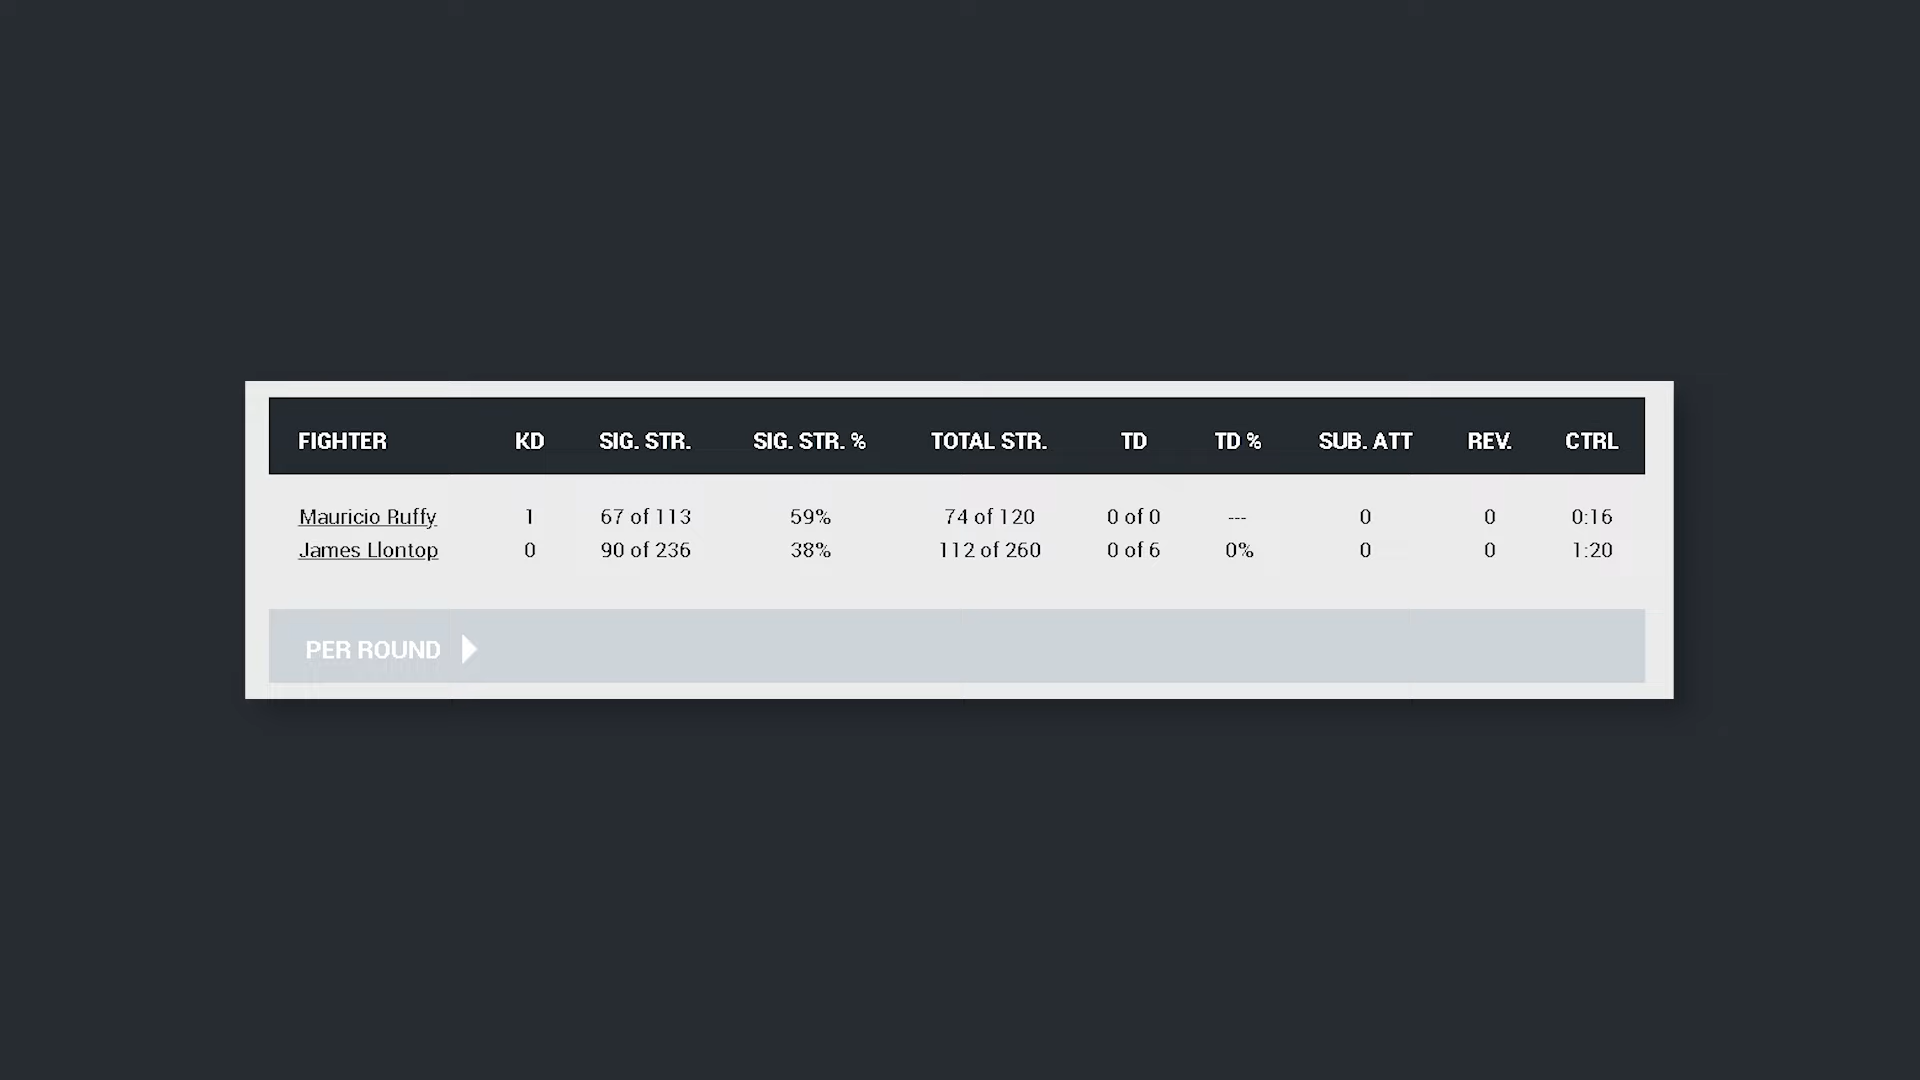 FIGHTER KD SIG. STR. SIG. STR. % TOTAL STR. TD TD % SUB. ATT REV. CTRL
Mauricio Ruffy 1 67 of 113 59% 74 of 120 0 of 0 --- 0 0 0:16
James Llontop 0 90 of 236 38% 112 of 260 0 of 6 0% 0 0 1:20
PER ROUND